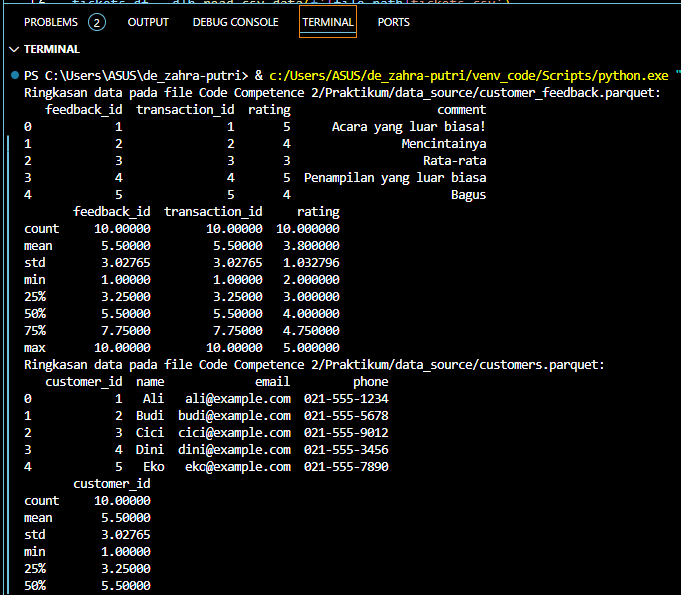 tickets_df = dlh.read_csv_data(f'{file_path}tickets.csv')
PROBLEMS 2 OUTPUT DEBUG CONSOLE TERMINAL PORTS
TERMINAL
PS C:\Users\ASUS\de_zahra-putri> & c:/Users/ASUS/de_zahra-putri/venv_code/Scripts/python.exe "
Ringkasan data pada file Code Competence 2/Praktikum/data_source/customer_feedback.parquet:
feedback_id transaction_id rating comment
0 1 1 5 Acara yang luar biasa!
1 2 2 4 Mencintainya
2 3 3 3 Rata-rata
3 4 4 5 Penampilan yang luar biasa
4 5 5 4 Bagus
feedback_id transaction_id rating
count 10.00000 10.00000 10.000000
mean 5.50000 5.50000 3.800000
std 3.02765 3.02765 1.032796
min 1.00000 1.00000 2.000000
25% 3.25000 3.25000 3.000000
50% 5.50000 5.50000 4.000000
75% 7.75000 7.75000 4.750000
max 10.00000 10.00000 5.000000
Ringkasan data pada file Code Competence 2/Praktikum/data_source/customers.parquet:
customer_id name email phone
0 1 Ali ali@example.com 021-555-1234
1 2 Budi budi@example.com 021-555-5678
2 3 Cici cici@example.com 021-555-9012
3 4 Dini dini@example.com 021-555-3456
4 5 Eko eko@example.com 021-555-7890
customer_id
count 10.00000
mean 5.50000
std 3.02765
min 1.00000
25% 3.25000
50% 5.50000